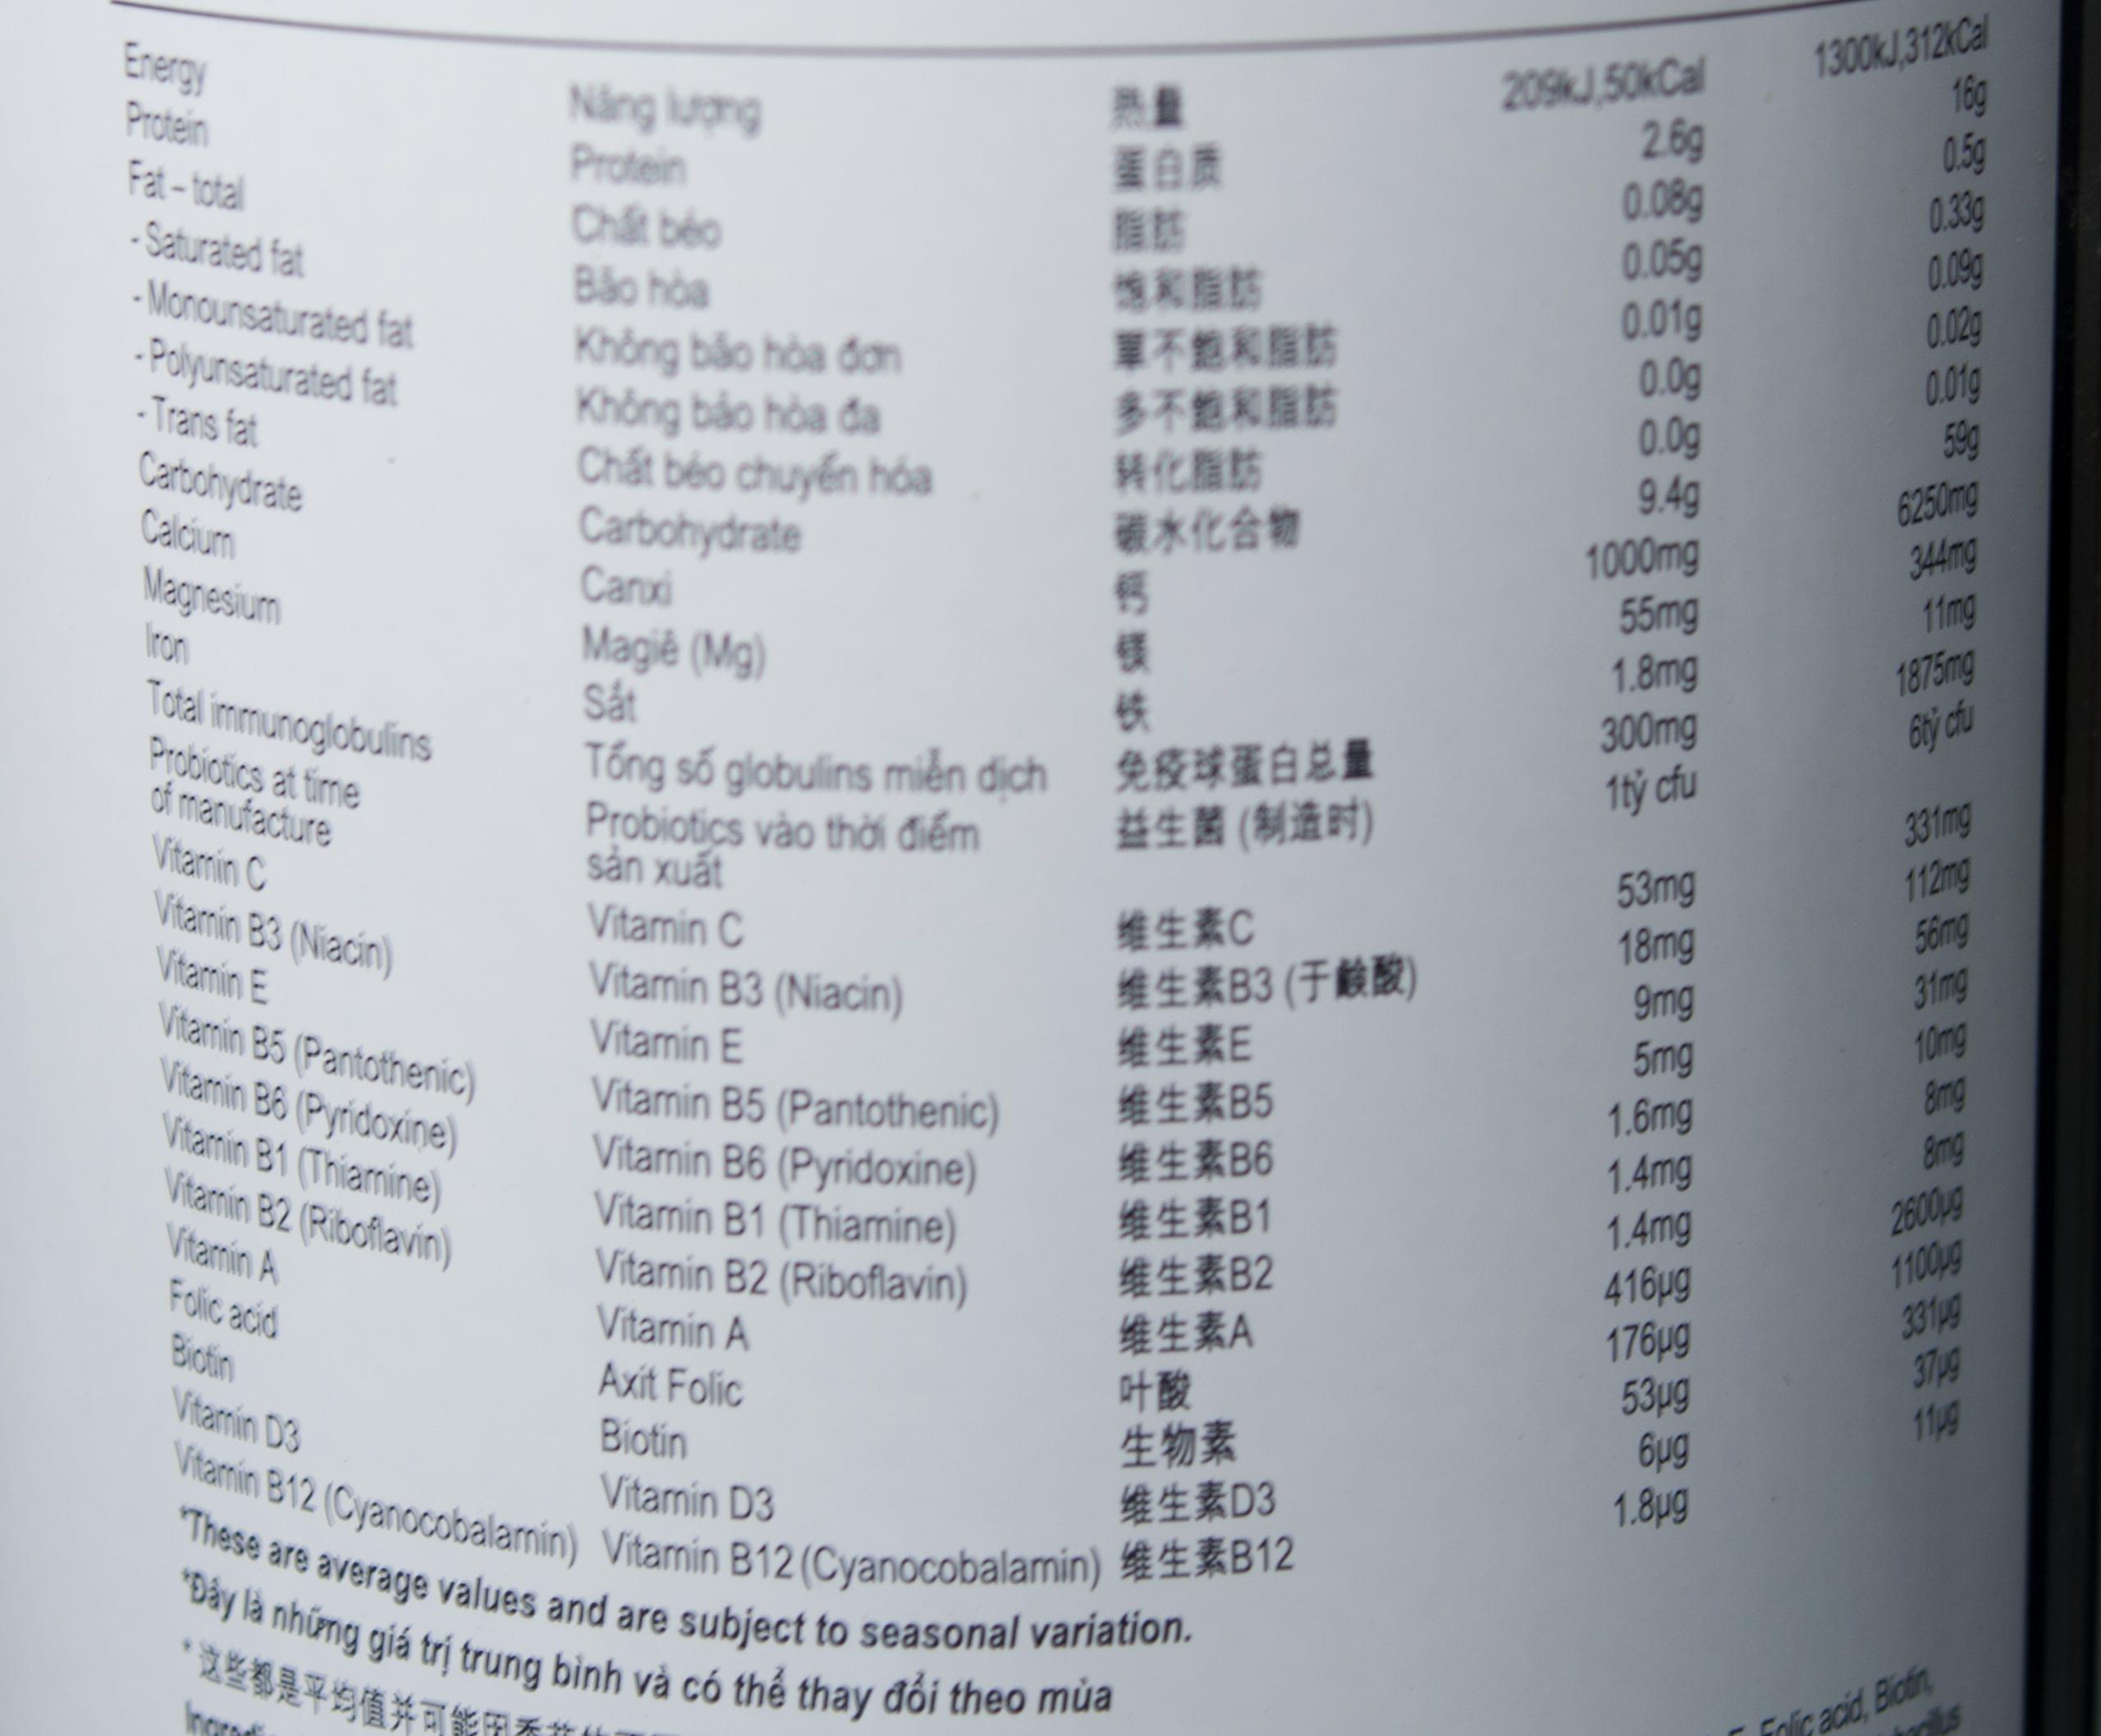 Energy Năng lượng 热量 209kJ,50kCal 1300kJ,312kCal
Protein Protein 蛋白质 2.6g 16g
Fat – total Chất béo 脂肪 0.08g 0.5g
- Saturated fat Bão hòa 饱和脂肪 0.05g 0.33g
- Monounsaturated fat Không bão hòa đơn 單不飽和脂肪 0.01g 0.09g
- Polyunsaturated fat Không bảo hòa đa 多不飽和脂肪 0.0g 0.02g
- Trans fat Chất béo chuyển hóa 转化脂肪 0.0g 0.01g
Carbohydrate Carbohydrate 碳水化合物 9.4g 59g
Calcium Canxi 钙 1000mg 6250mg
Magnesium Magiê (Mg) 镁 55mg 344mg
Iron Sắt 铁 1.8mg 11mg
Total immunoglobulins Tổng số globulins miễn dịch 免疫球蛋白总量 300mg 1875mg
Probiotics at time Probiotics vào thời điểm 益生菌 (制造时) 1tỷ cfu 6tỷ cfu
of manufacture sản xuất
Vitamin C Vitamin C 维生素C 53mg 331mg
Vitamin B3 (Niacin) Vitamin B3 (Niacin) 维生素B3 18mg 112mg
Vitamin E Vitamin E 维生素E 9mg 56mg
Vitamin B5 (Pantothenic) Vitamin B5 (Pantothenic) 维生素B5 5mg 31mg
Vitamin B6 (Pyridoxine) Vitamin B6 (Pyridoxine) 维生素B6 1.6mg 10mg
Vitamin B1 (Thiamine) Vitamin B1 (Thiamine) 维生素B1 1.4mg 8mg
Vitamin B2 (Riboflavin) Vitamin B2 (Riboflavin) 维生素B2 1.4mg 8mg
Vitamin A Vitamin A 维生素A 416µg 2600µg
Folic acid Axit Folic 叶酸 176µg 1100µg
Biotin Biotin 生物素 53µg 331µg
Vitamin D3 Vitamin D3 维生素D3 6µg 37µg
Vitamin B12 (Cyanocobalamin) Vitamin B12 (Cyanocobalamin) 维生素B12 1.8µg 11µg
*These are average values and are subject to seasonal variation.
*Đây là những giá trị trung bình và có thể thay đổi theo mùa
* 这些都是平均值并可能因季
E, Folic acid, Biotin,